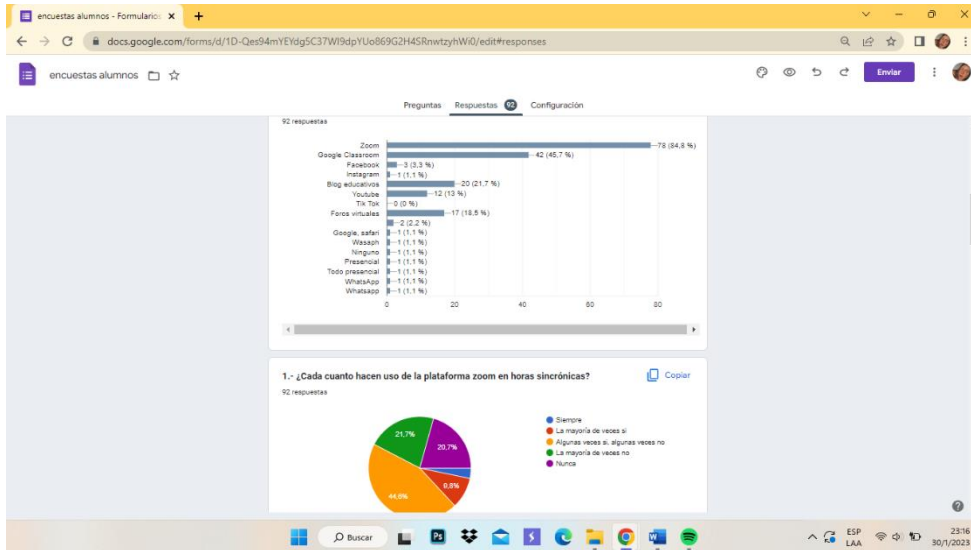 encuestas alumnos - Formularios
docs.google.com/forms/d/1D-Qes94mYEYdg5C37WI9dpYUo869G2H4SRnwtzyhWi0/edit#responses
encuestas alumnos
Enviar
Preguntas Respuestas 92 Configuración
92 respuestas
Zoom 78 (84,8 %)
Google Classroom 42 (45,7 %)
Facebook 3 (3,3 %)
Instagram 1 (1,1 %)
Blog educativos 20 (21,7 %)
Youtube 12 (13 %)
Tik Tok 0 (0 %)
Foros virtuales 17 (18,5 %)
2 (2,2 %)
Google, safari 1 (1,1 %)
Wasaph 1 (1,1 %)
Ninguno 1 (1,1 %)
Presencial 1 (1,1 %)
Todo presencial 1 (1,1 %)
WhatsApp 1 (1,1 %)
Whatsapp 1 (1,1 %)
0 20 40 60 80
1.- ¿Cada cuanto hacen uso de la plataforma zoom en horas sincrónicas?
Copiar
92 respuestas
21,7%
20,7%
9,8%
44,6%
Siempre
La mayoría de veces si
Algunas veces si, algunas veces no
La mayoría de veces no
Nunca
Buscar
Ps
ESP
LAA
23:16
30/1/2023